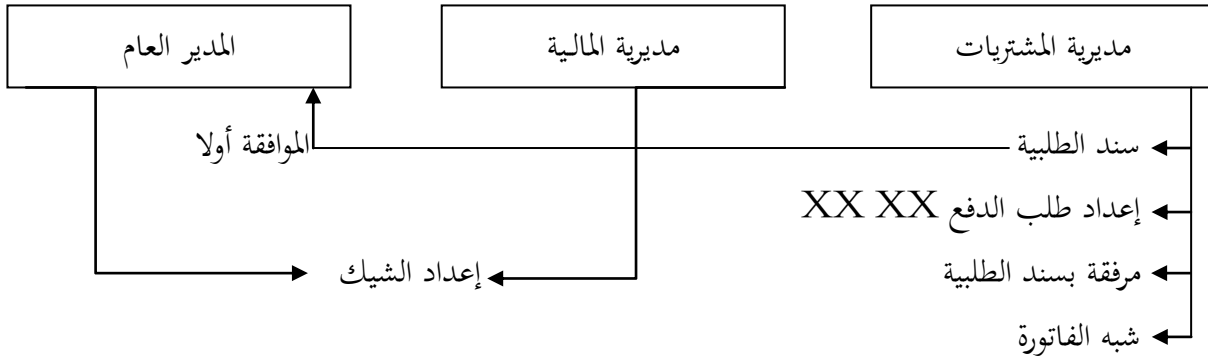 مديرية المشتريات
مديرية المالية
المدير العام
سند الطلبية
الموافقة أولا
إعداد طلب الدفع XX XX
مرفقة بسند الطلبية
إعداد الشيك
شبه الفاتورة